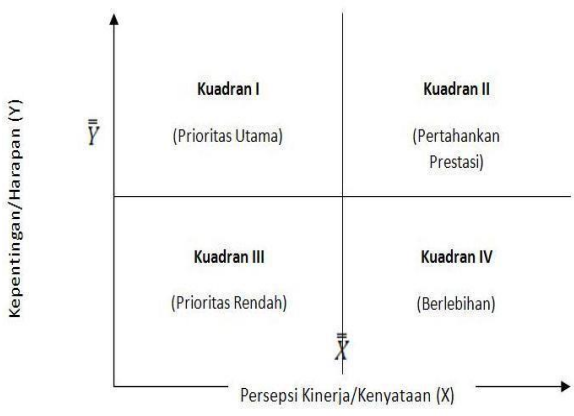 Kepentingan/Harapan (Y)
Y̿
Kuadran I
(Prioritas Utama)
Kuadran II
(Pertahankan
Prestasi)
Kuadran III
(Prioritas Rendah)
Kuadran IV
(Berlebihan)
X̿
Persepsi Kinerja/Kenyataan (X)